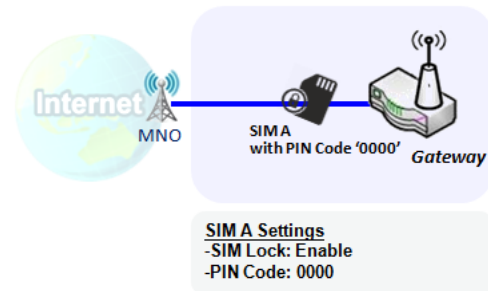 Internet
MNO
SIM A
with PIN Code ‘0000’
Gateway
SIM A Settings
-SIM Lock: Enable
-PIN Code: 0000